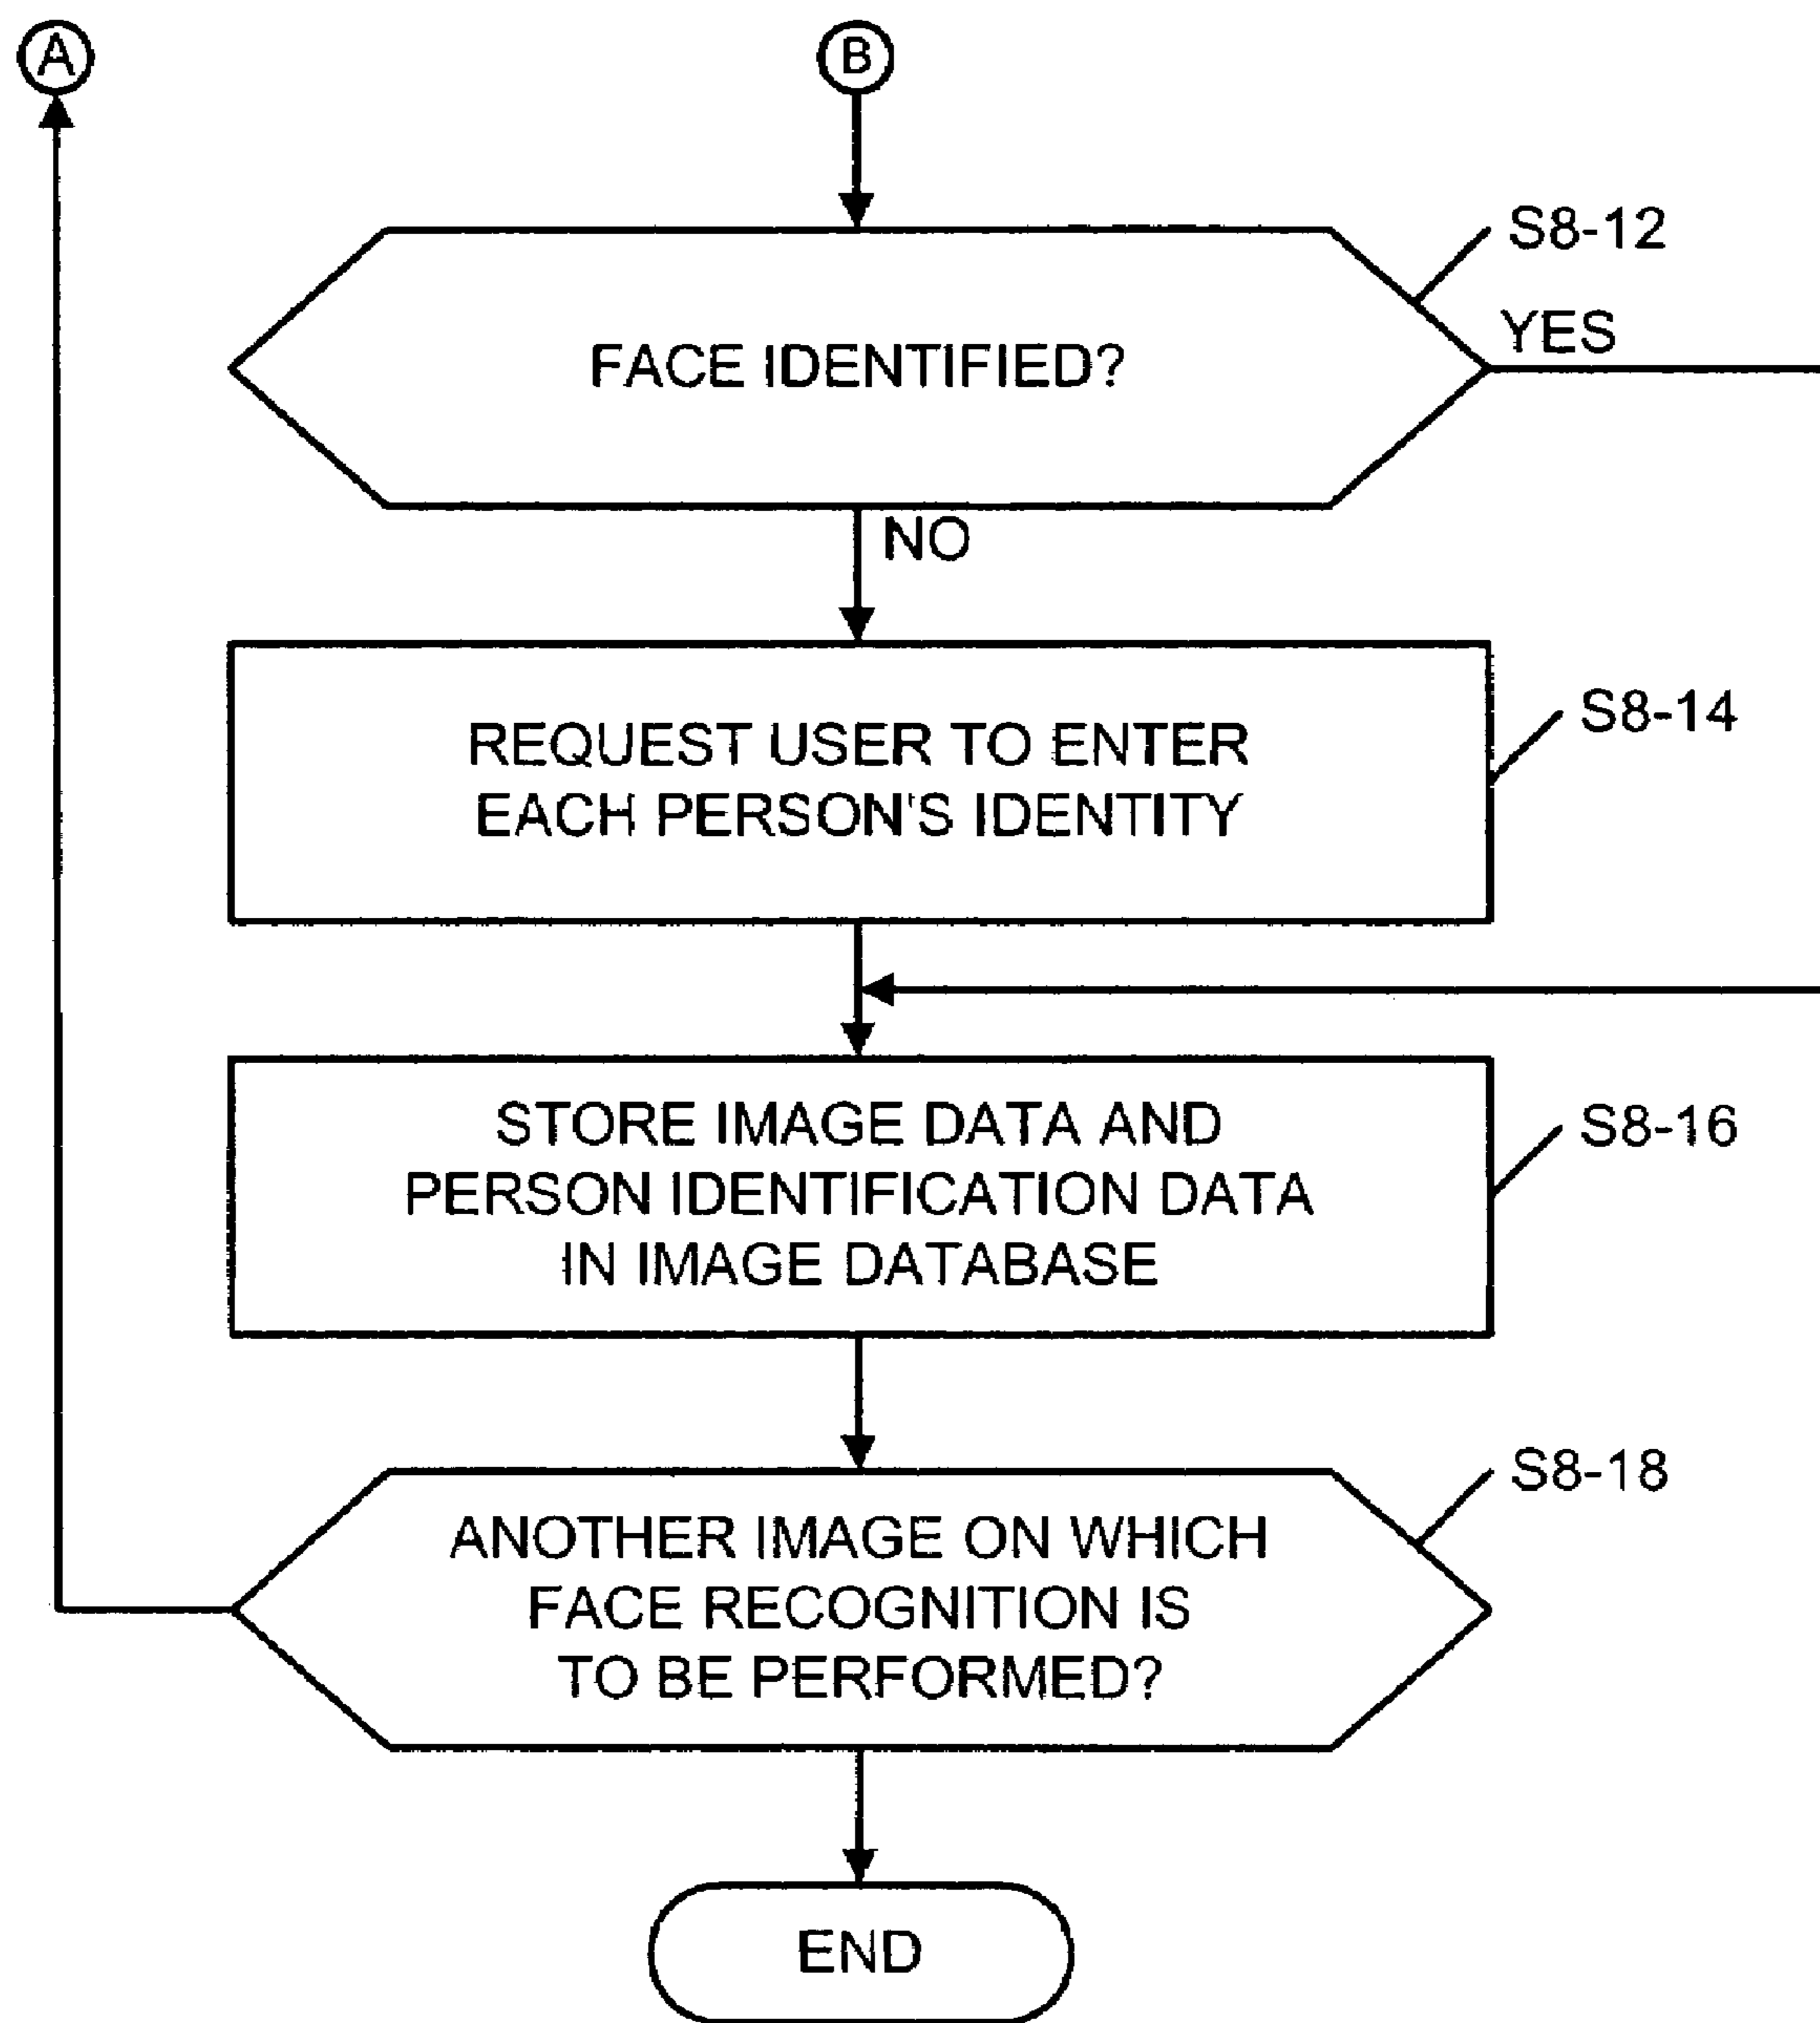 A
B
S8-12
FACE IDENTIFIED?
YES
NO
REQUEST USER TO ENTER
EACH PERSON'S IDENTITY
S8-14
STORE IMAGE DATA AND
PERSON IDENTIFICATION DATA
IN IMAGE DATABASE
S8-16
ANOTHER IMAGE ON WHICH
FACE RECOGNITION IS
TO BE PERFORMED?
S8-18
END